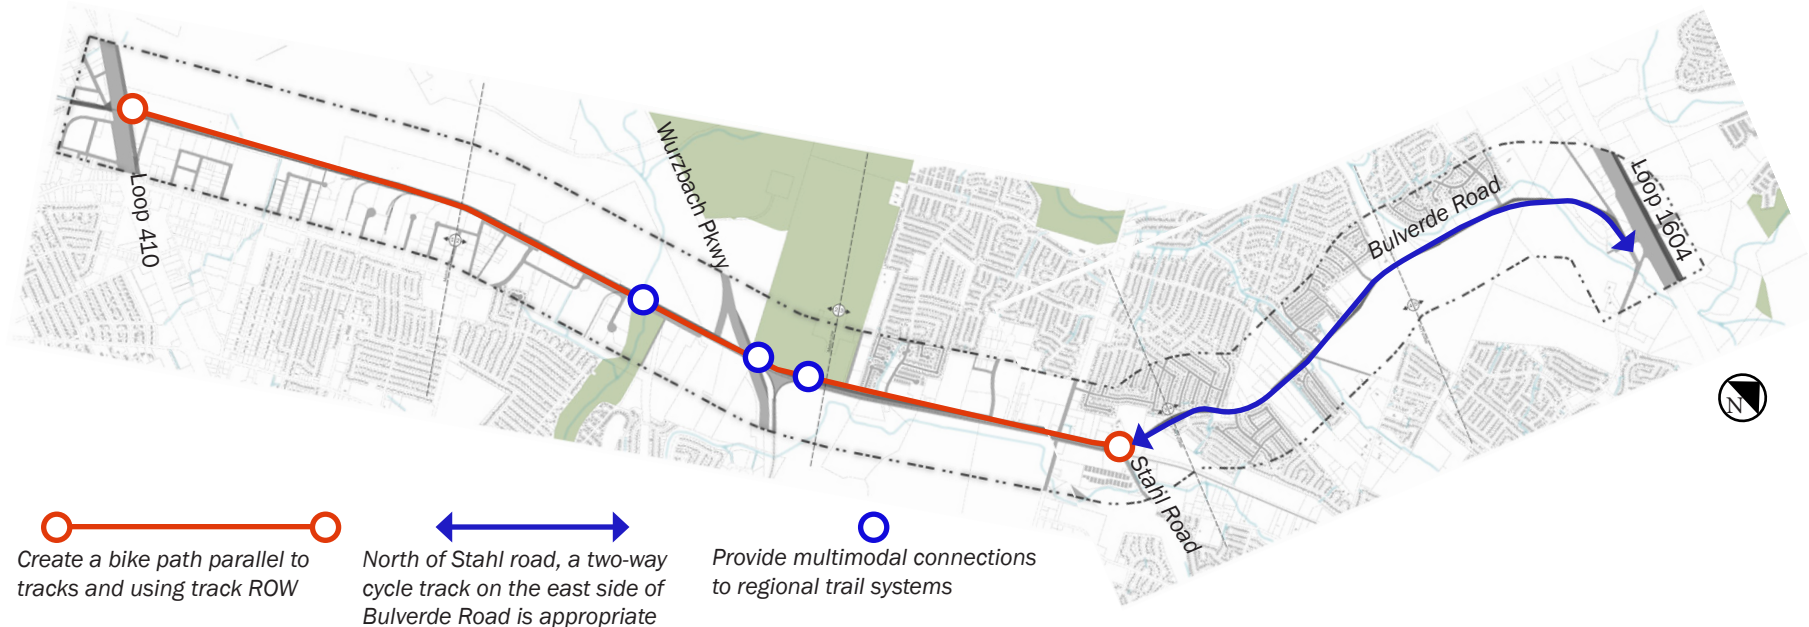 Loop 410
Wurzbach Pkwy
Bulverde Road
Loop 1604
Stahl Road
N
Create a bike path parallel to
tracks and using track ROW
North of Stahl road, a two-way
cycle track on the east side of
Bulverde Road is appropriate
Provide multimodal connections
to regional trail systems